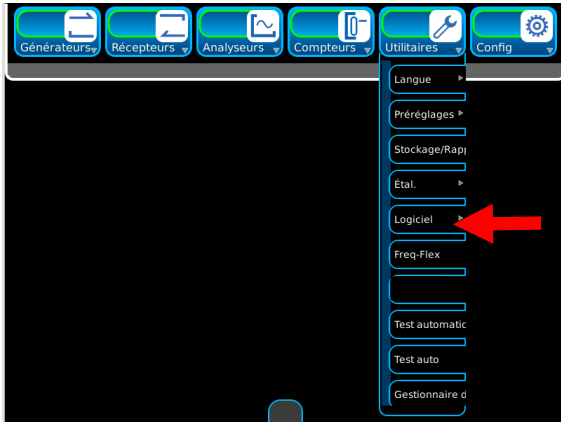 Générateurs
Récepteurs
Analyseurs
Compteurs
Utilitaires
Config
Langue
Préréglages
Stockage/Rapp
Étal.
Logiciel
Freq-Flex
Test automatic
Test auto
Gestionnaire d